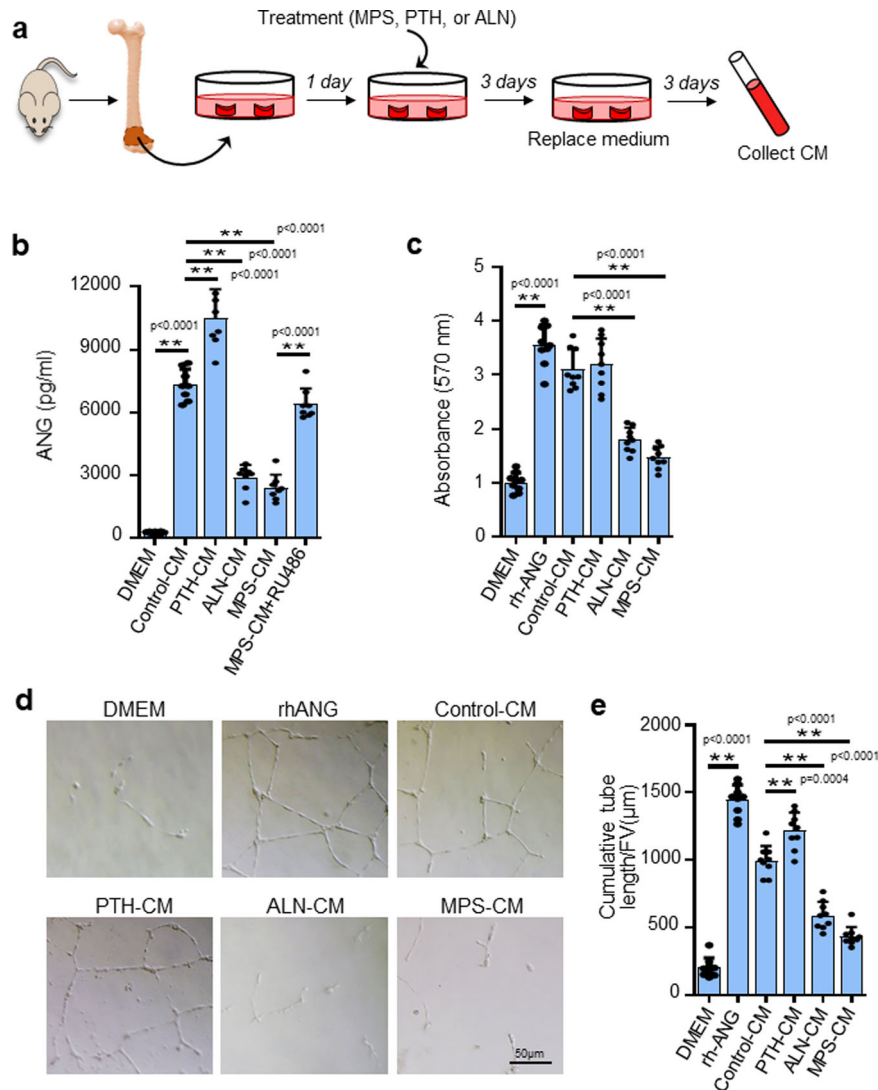 a
Treatment (MPS, PTH, or ALN)
1 day
3 days
3 days
Replace medium
Collect CM
b
p<0.0001
**
**
p<0.0001
**
p<0.0001
12000
9000
6000
3000
0
ANG (pg/ml)
p<0.0001
**
p<0.0001
**
DMEM
Control-CM
PTH-CM
ALN-CM
MPS-CM
MPS-CM+RU486
c
p<0.0001
**
p<0.0001
**
p<0.0001
**
5
4
3
2
1
0
Absorbance (570 nm)
DMEM
rh-ANG
Control-CM
PTH-CM
ALN-CM
MPS-CM
d
DMEM
rhANG
Control-CM
PTH-CM
ALN-CM
MPS-CM
50µm
e
p<0.0001
**
p<0.0001
**
p<0.0001
**
p=0.0004
**
2000
1500
1000
500
0
Cumulative tube
length/FV(µm)
DMEM
rh-ANG
Control-CM
PTH-CM
ALN-CM
MPS-CM